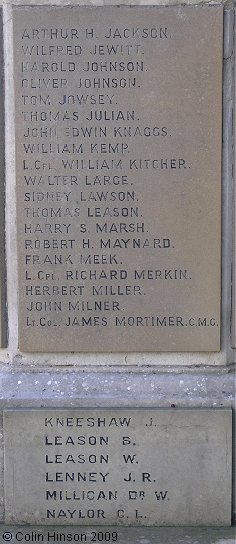 ARTHUR H. JACKSON.
WILFRED JEWITT.
HAROLD JOHNSON.
OLIVER JOHNSON.
TOM JOWSEY.
THOMAS JULIAN.
JOHN EDWIN KNAGGS.
WILLIAM KEMP.
L. CPL. WILLIAM KITCHER.
WALTER LARGE.
SIDNEY LAWSON.
THOMAS LEASON.
HARRY S. MARSH.
ROBERT H. MAYNARD.
FRANK MEEK.
L. CPL. RICHARD MERKIN.
HERBERT MILLER.
JOHN MILNER.
LT. COL. JAMES MORTIMER. C.M.G.
KNEESHAW J.
LEASON B.
LEASON W.
LENNEY J. R.
MILLICAN DR W.
NAYLOR C. L.
© Colin Hinson 2009